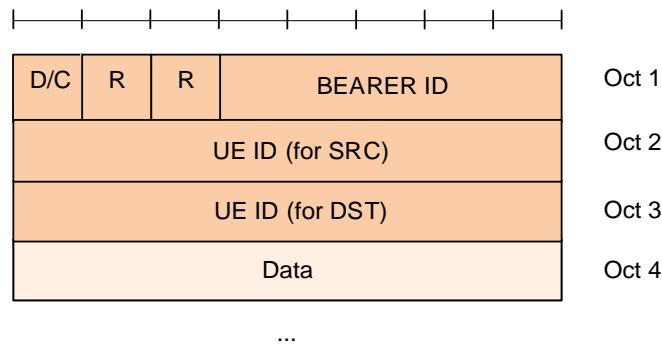 D/C R R BEARER ID Oct 1
UE ID (for SRC) Oct 2
UE ID (for DST) Oct 3
Data Oct 4
...